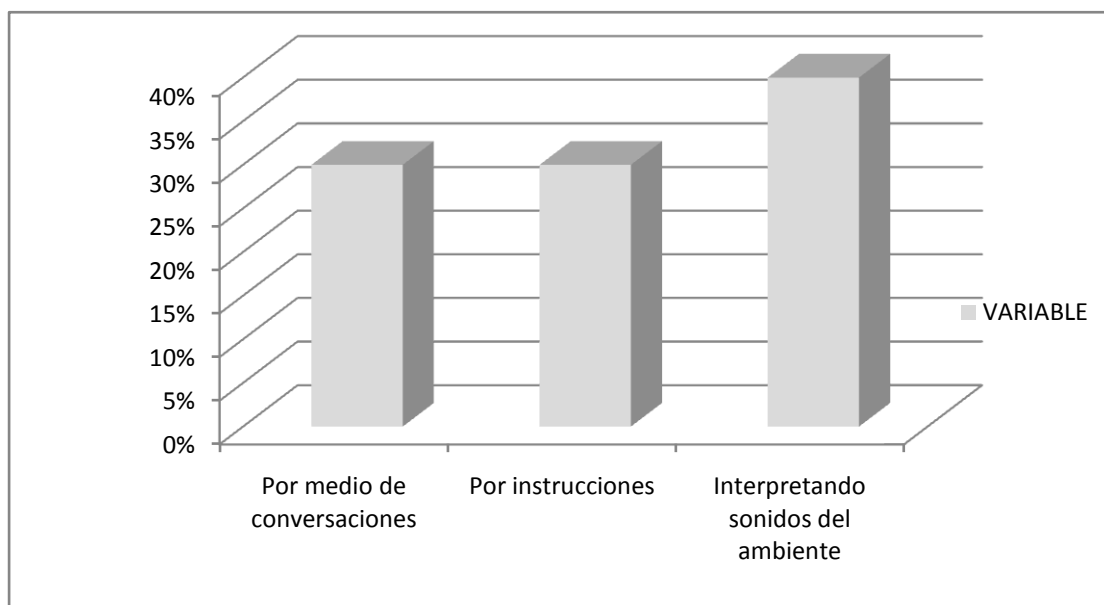 40%
35%
30%
25%
20%
15%
10%
5%
0%
VARIABLE
Por medio de
conversaciones
Por instrucciones
Interpretando
sonidos del
ambiente